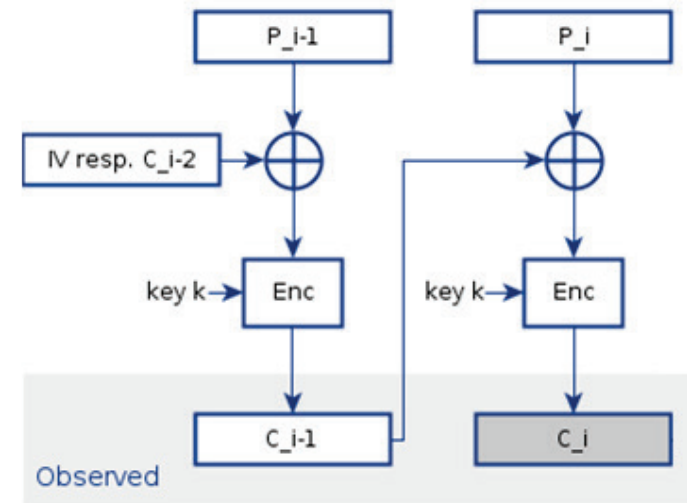 P_i-1
P_i
IV resp. C_i-2
key k
Enc
key k
Enc
C_i-1
C_i
Observed